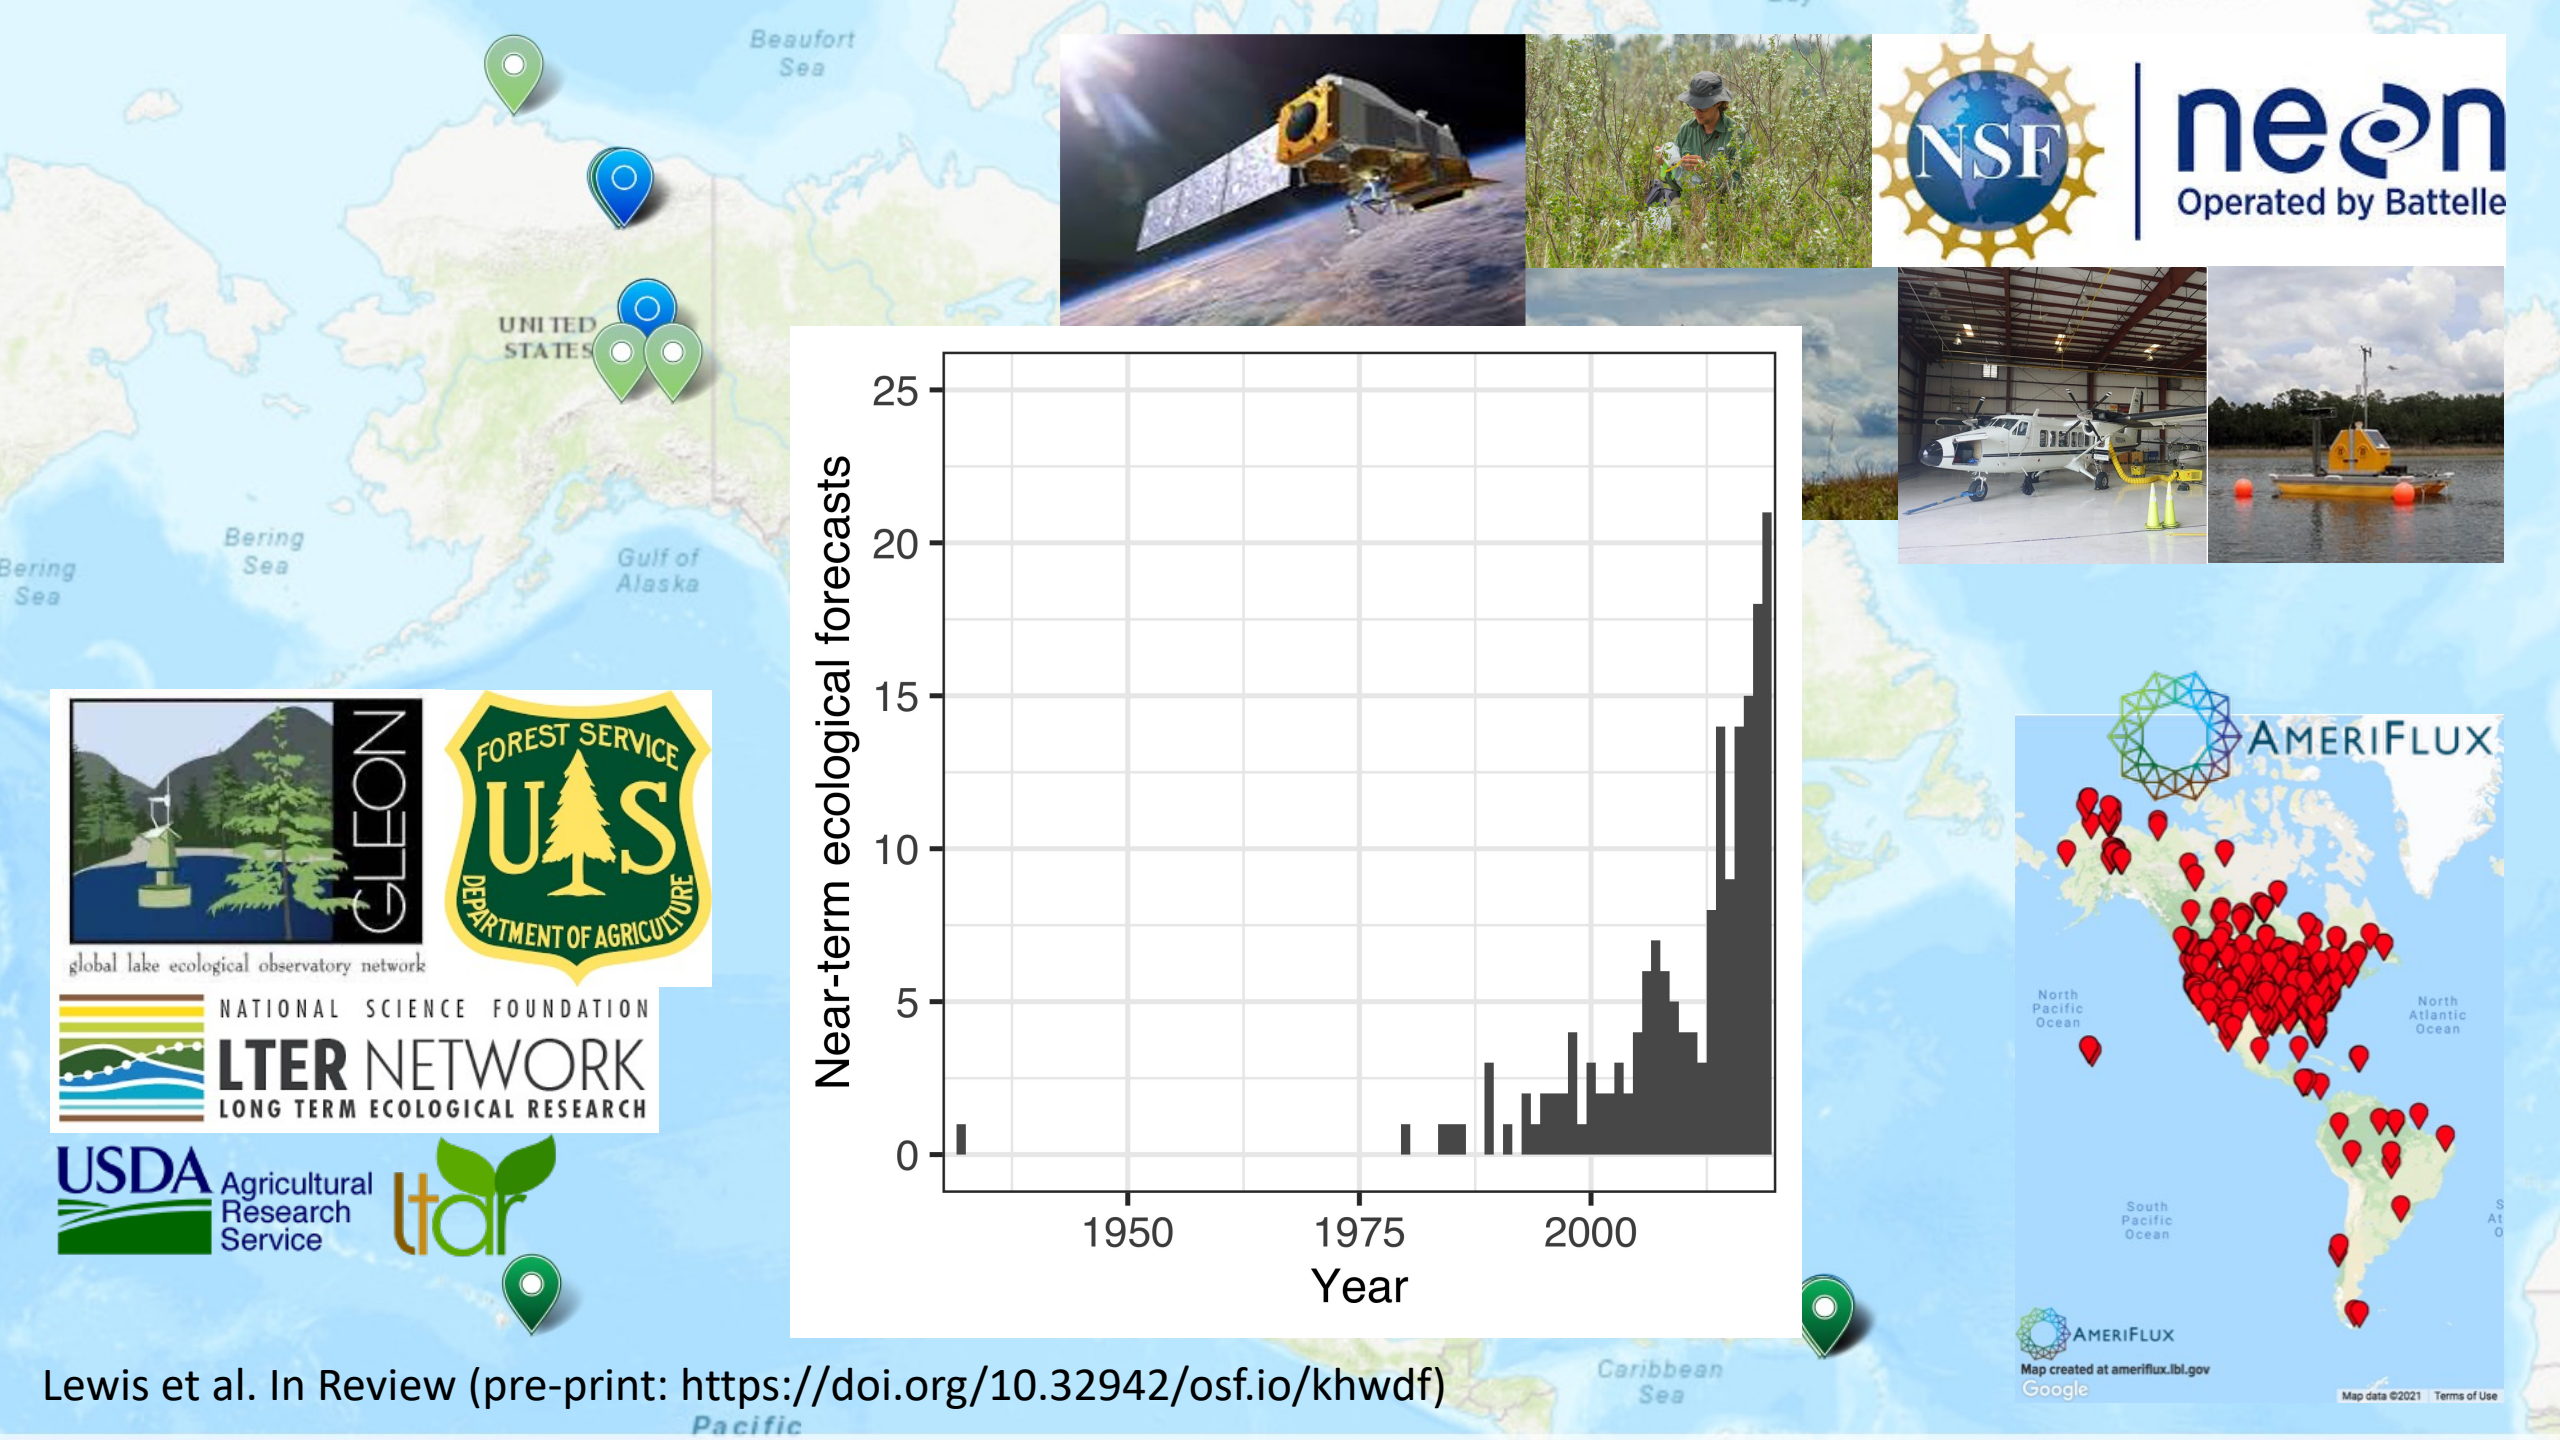 Beaufort
Sea
UNITED
STATES
Bering
Sea
Bering
Sea
Gulf of
Alaska
NSF
neon
Operated by Battelle
Near-term ecological forecasts
25
20
15
10
5
0
1950
1975
2000
Year
GLEON
global lake ecological observatory network
FOREST SERVICE
US
DEPARTMENT OF AGRICULTURE
NATIONAL SCIENCE FOUNDATION
LTER NETWORK
LONG TERM ECOLOGICAL RESEARCH
USDA
Agricultural
Research
Service
ltar
AMERIFLUX
North
Pacific
Ocean
North
Atlantic
Ocean
South
Pacific
Ocean
S
At
O
AMERIFLUX
Map created at ameriflux.lbl.gov
Google
Map data ©2021
Terms of Use
Caribbean
Sea
Lewis et al. In Review (pre-print: https://doi.org/10.32942/osf.io/khwdf)
Pacific